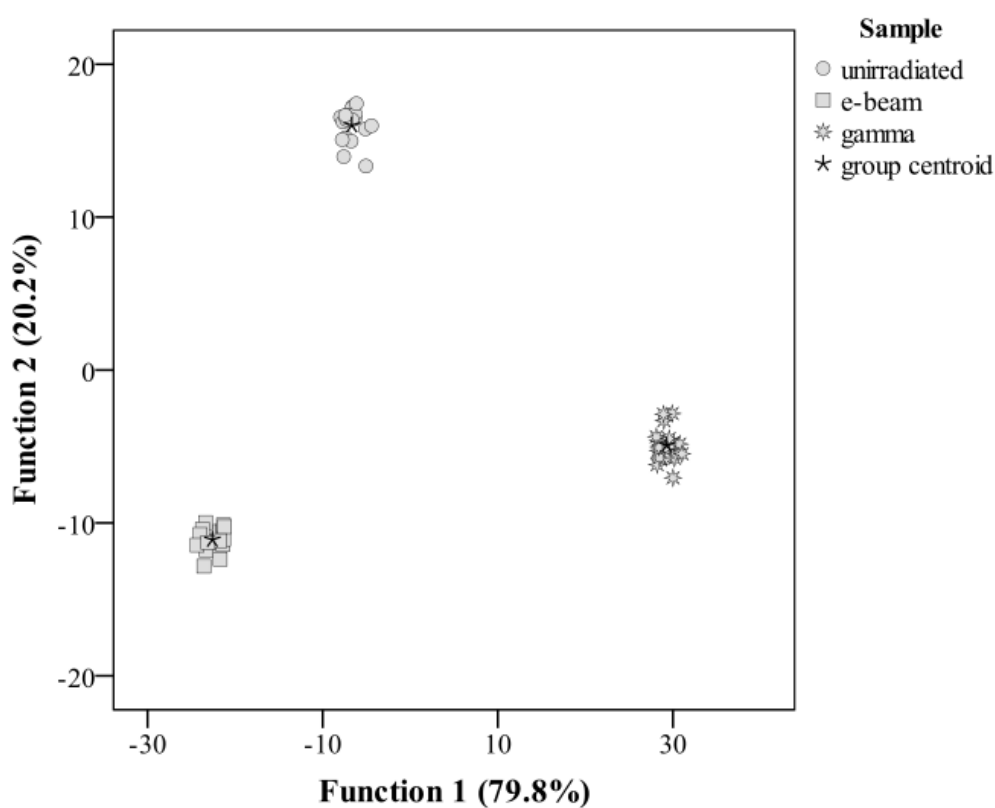 Sample
unirradiated
e-beam
gamma
group centroid
20
10
0
-10
-20
Function 2 (20.2%)
-30 -10 10 30
Function 1 (79.8%)